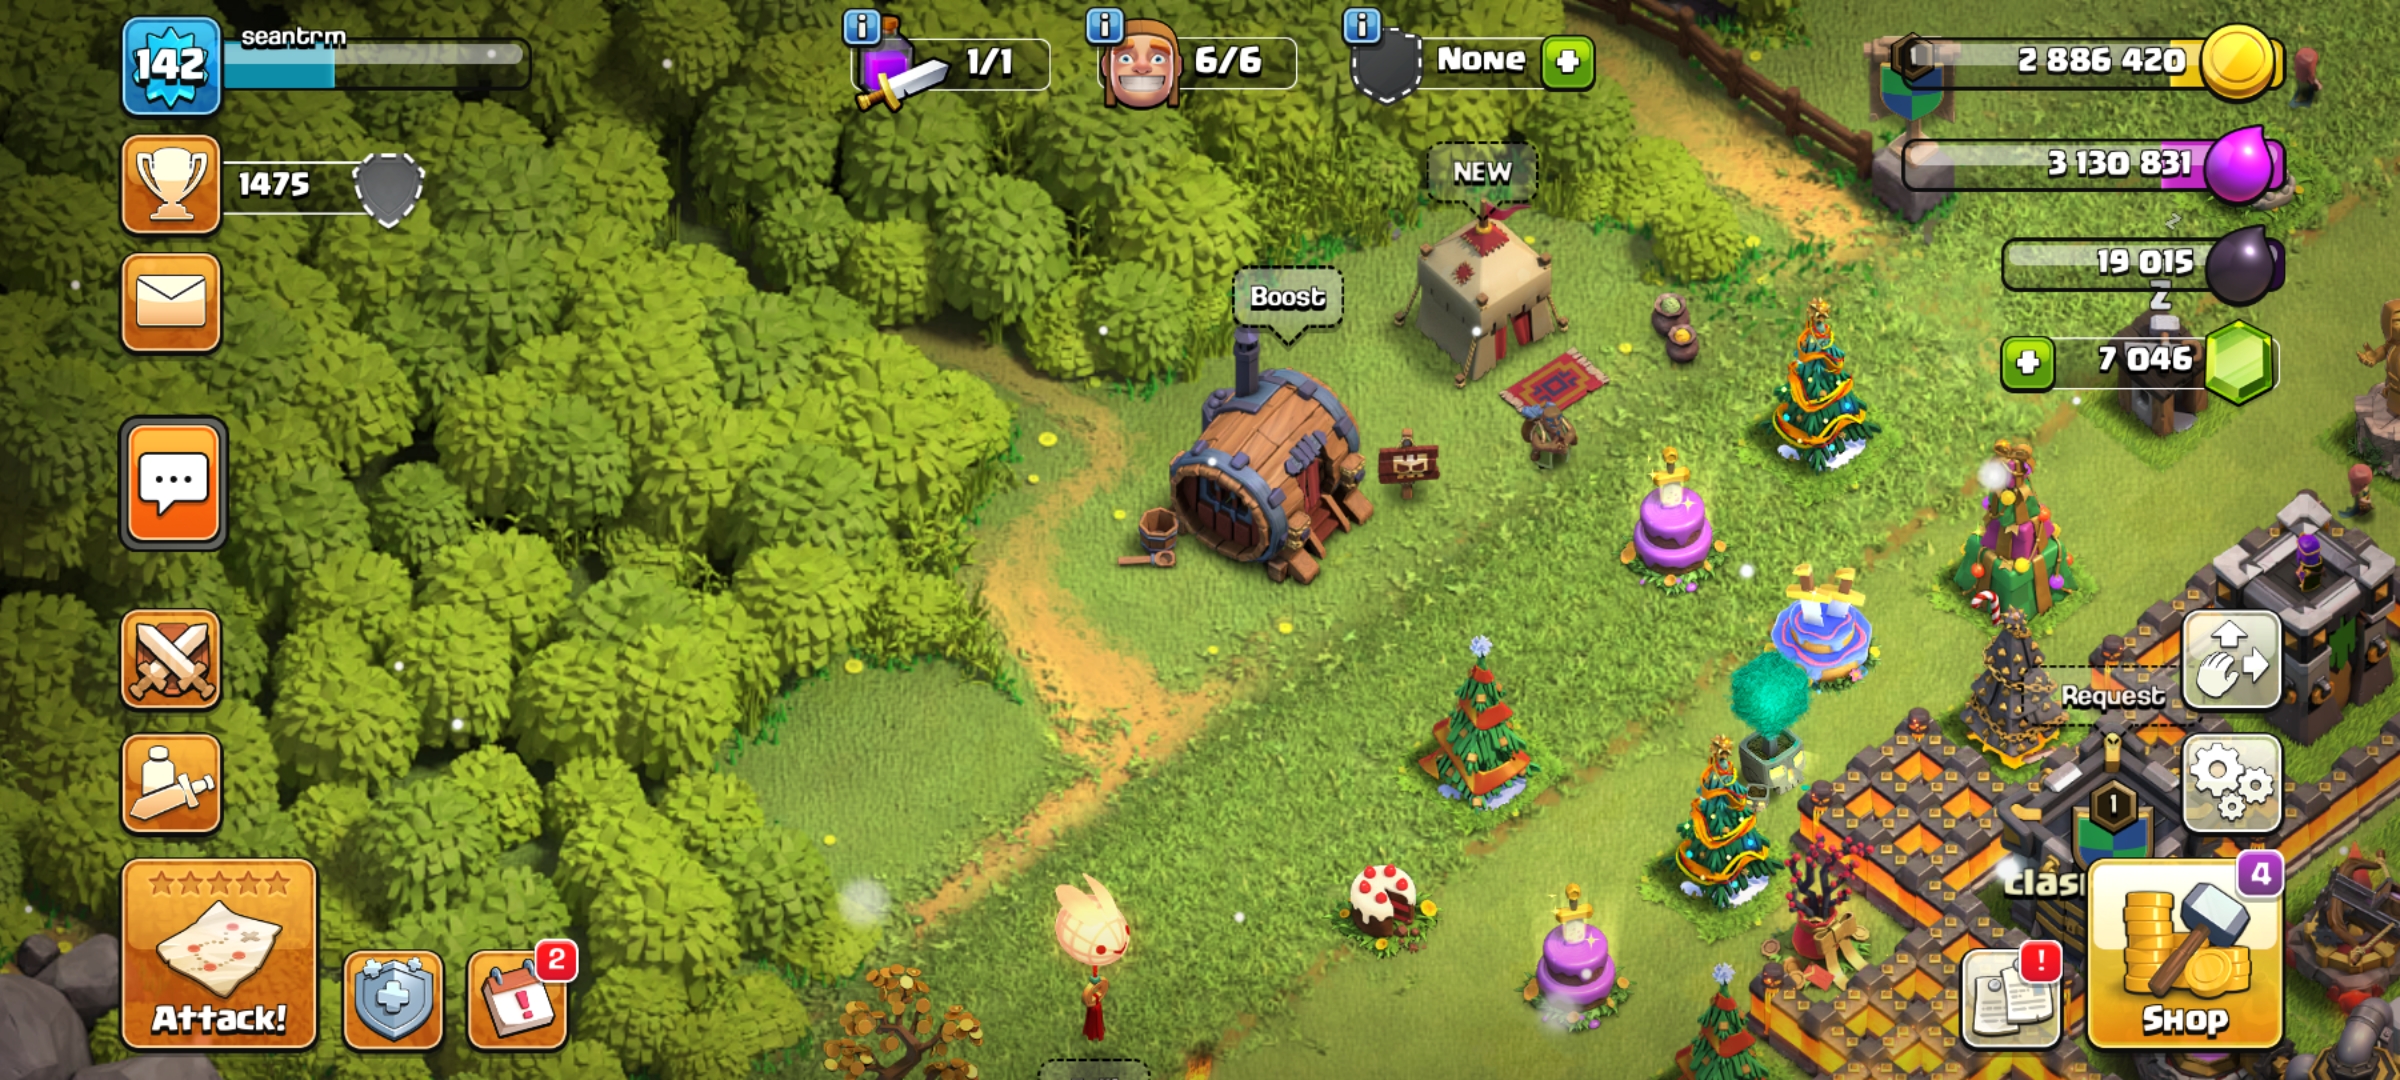 142
seantrm
1/1
6/6
None
2 886 420
1475
3 130 831
NEW
19 015
Boost
7 046
Request
1
clas
4
2
Attack!
Shop